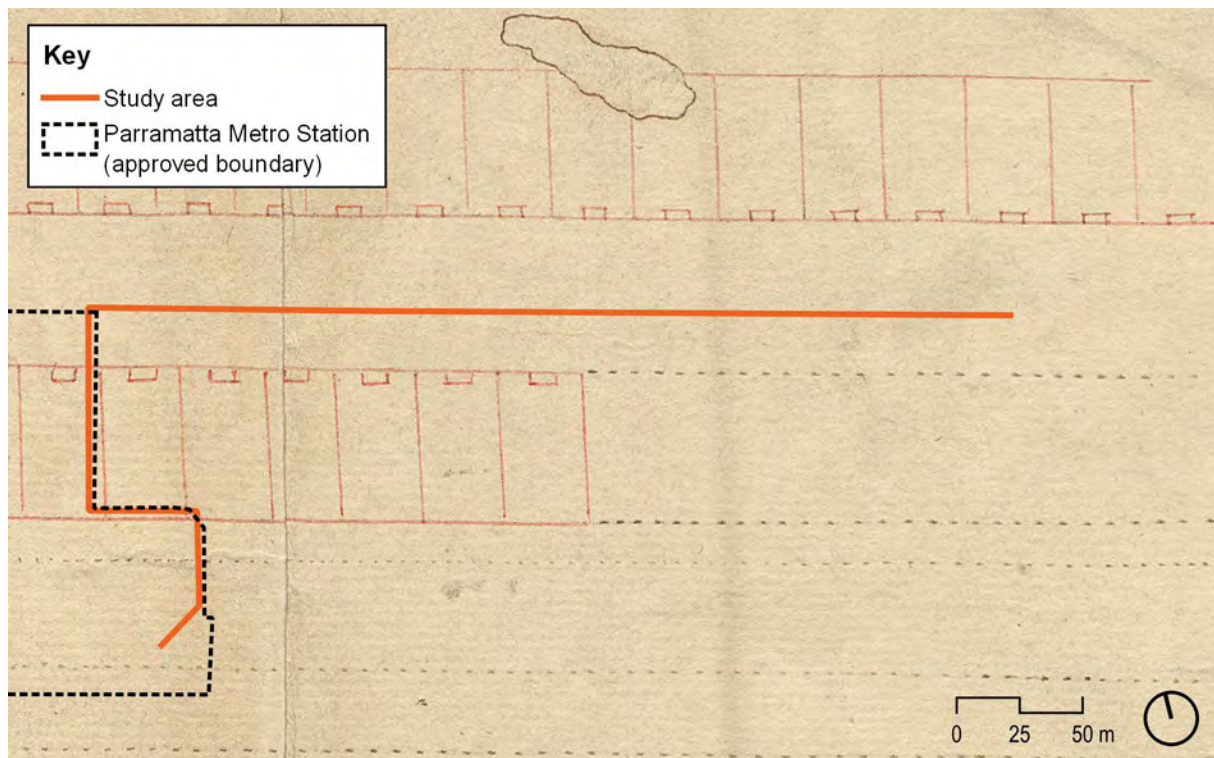 Key
Study area
Parramatta Metro Station
(approved boundary)
0 25 50 m